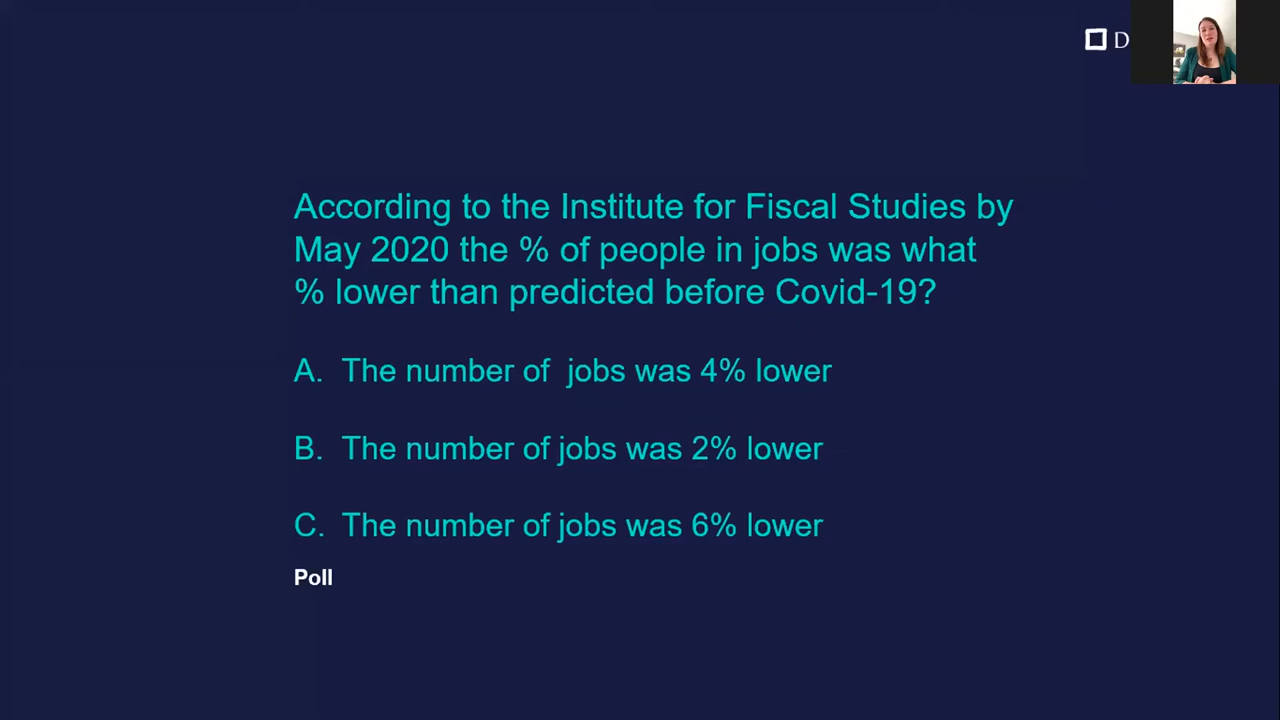 D
According to the Institute for Fiscal Studies by
May 2020 the % of people in jobs was what
% lower than predicted before Covid-19?
A. The number of  jobs was 4% lower
B. The number of jobs was 2% lower
C. The number of jobs was 6% lower
Poll